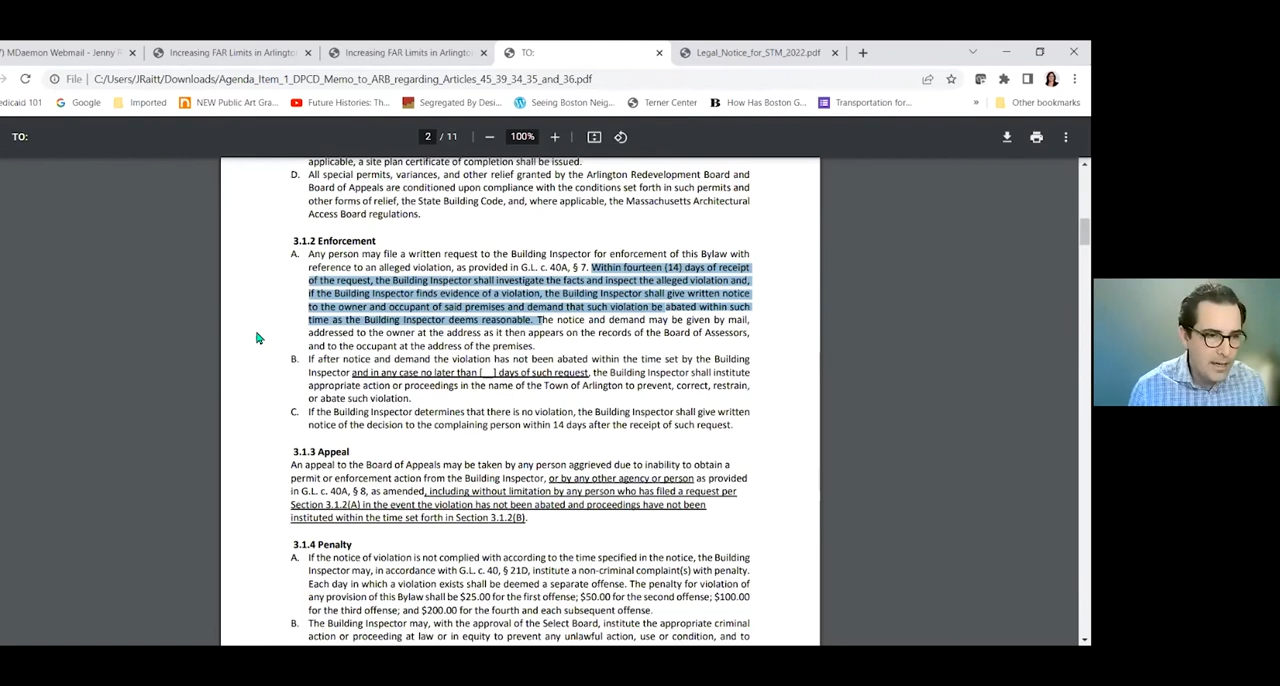 MDaemon Webmail - Jenny
Increasing FAR Limits in Arlingto
Increasing FAR Limits in Arlingto
TO:
Legal_Notice_for_STM_2022.pdf
File
C:/Users/JRaitt/Downloads/Agenda_Item_1_DPCD_Memo_to_ARB_regarding_Articles_45_39_34_35_and_36.pdf
edicaid 101
Google
Imported
NEW Public Art Gra...
Future Histories: Th...
Segregated By Desi...
Seeing Boston Neig...
Terner Center
B How Has Boston G...
Transportation for...
»
Other bookmarks
TO:
2 / 11
100%
applicable, a site plan certificate of completion shall be issued.
D. All special permits, variances, and other relief granted by the Arlington Redevelopment Board and
Board of Appeals are conditioned upon compliance with the conditions set forth in such permits and
other forms of relief, the State Building Code, and, where applicable, the Massachusetts Architectural
Access Board regulations.
3.1.2 Enforcement
A. Any person may file a written request to the Building Inspector for enforcement of this Bylaw with
reference to an alleged violation, as provided in G.L. c. 40A, § 7. Within fourteen (14) days of receipt
of the request, the Building Inspector shall investigate the facts and inspect the alleged violation and,
if the Building Inspector finds evidence of a violation, the Building Inspector shall give written notice
to the owner and occupant of said premises and demand that such violation be abated within such
time as the Building Inspector deems reasonable. The notice and demand may be given by mail,
addressed to the owner at the address as it then appears on the records of the Board of Assessors,
and to the occupant at the address of the premises.
B. If after notice and demand the violation has not been abated within the time set by the Building
Inspector and in any case no later than [__] days of such request, the Building Inspector shall institute
appropriate action or proceedings in the name of the Town of Arlington to prevent, correct, restrain,
or abate such violation.
C. If the Building Inspector determines that there is no violation, the Building Inspector shall give written
notice of the decision to the complaining person within 14 days after the receipt of such request.
3.1.3 Appeal
An appeal to the Board of Appeals may be taken by any person aggrieved due to inability to obtain a
permit or enforcement action from the Building Inspector, or by any other agency or person as provided
in G.L. c. 40A, § 8, as amended, including without limitation by any person who has filed a request per
Section 3.1.2(A) in the event the violation has not been abated and proceedings have not been
instituted within the time set forth in Section 3.1.2(B).
3.1.4 Penalty
A. If the notice of violation is not complied with according to the time specified in the notice, the Building
Inspector may, in accordance with G.L. c. 40, § 21D, institute a non-criminal complaint(s) with penalty.
Each day in which a violation exists shall be deemed a separate offense. The penalty for violation of
any provision of this Bylaw shall be $25.00 for the first offense; $50.00 for the second offense; $100.00
for the third offense; and $200.00 for the fourth and each subsequent offense.
B. The Building Inspector may, with the approval of the Select Board, institute the appropriate criminal
action or proceeding at law or in equity to prevent any unlawful action, use or condition, and to